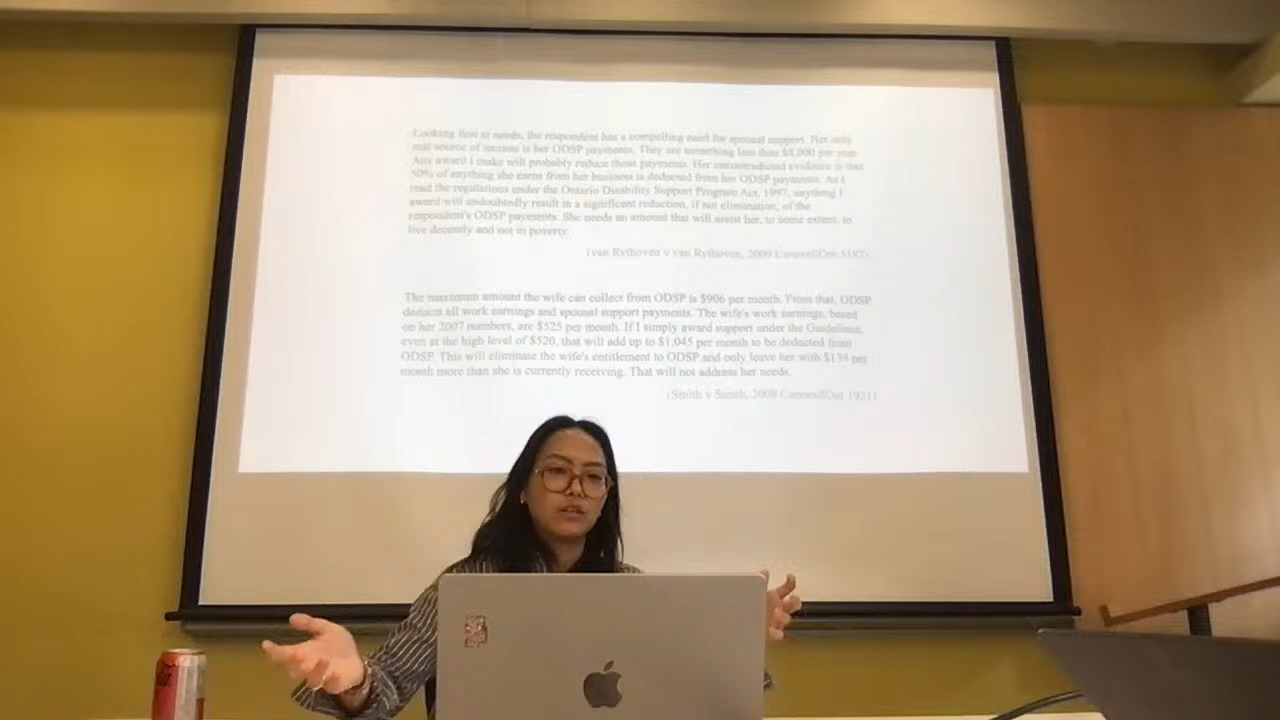 Looking first at needs, the respondent has a compelling need for spousal support. Her only
real source of income is her ODSP payments. They are something less than $8,000 per year.
Any award I make will probably reduce those payments. Her uncontradicted evidence is that
50% of anything she earns from her business is deducted from her ODSP payments. As I
read the regulations under the Ontario Disability Support Program Act, 1997, anything I
award will undoubtedly result in a significant reduction, if not elimination, of the
respondent's ODSP payments. She needs an amount that will assist her, to some extent, to
live decently and not in poverty.
(van Rythoven v van Rythoven, 2009 CarswellOnt
The maximum amount the wife can collect from ODSP is $906 per month. From that, ODSP
deducts all work earnings and spousal support payments. The wife's work earnings, based
on her 2007 numbers, are $525 per month. If I simply award support under the Guidelines,
even at the high level of $520, that will add up to $1,045 per month to be deducted from
ODSP. This will eliminate the wife's entitlement to ODSP and only leave her with $139 per
month more than she is currently receiving. That will not address her needs.
(Smith v Smith, 2008 CarswellOnt